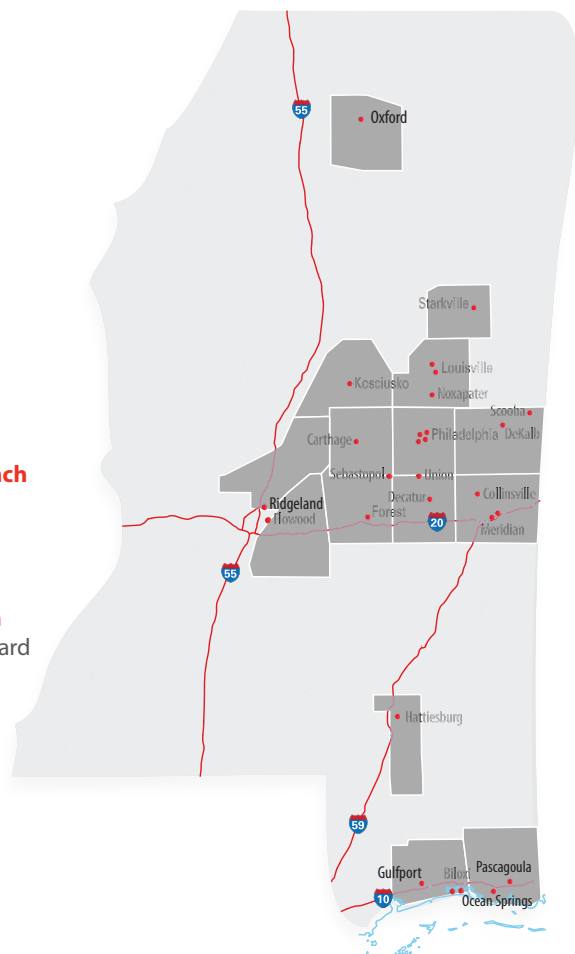 55
Oxford
Starkville
Louisville
Kosciusko
Noxapater
Scooba
Carthage
Philadelphia
DeKalb
Sebastopol
Union
ach
Decatur
Collinsville
Ridgeland
Flowood
Forest
20
Meridian
55
ard
Hattiesburg
59
Gulfport
Biloxi
Pascagoula
10
Ocean Springs